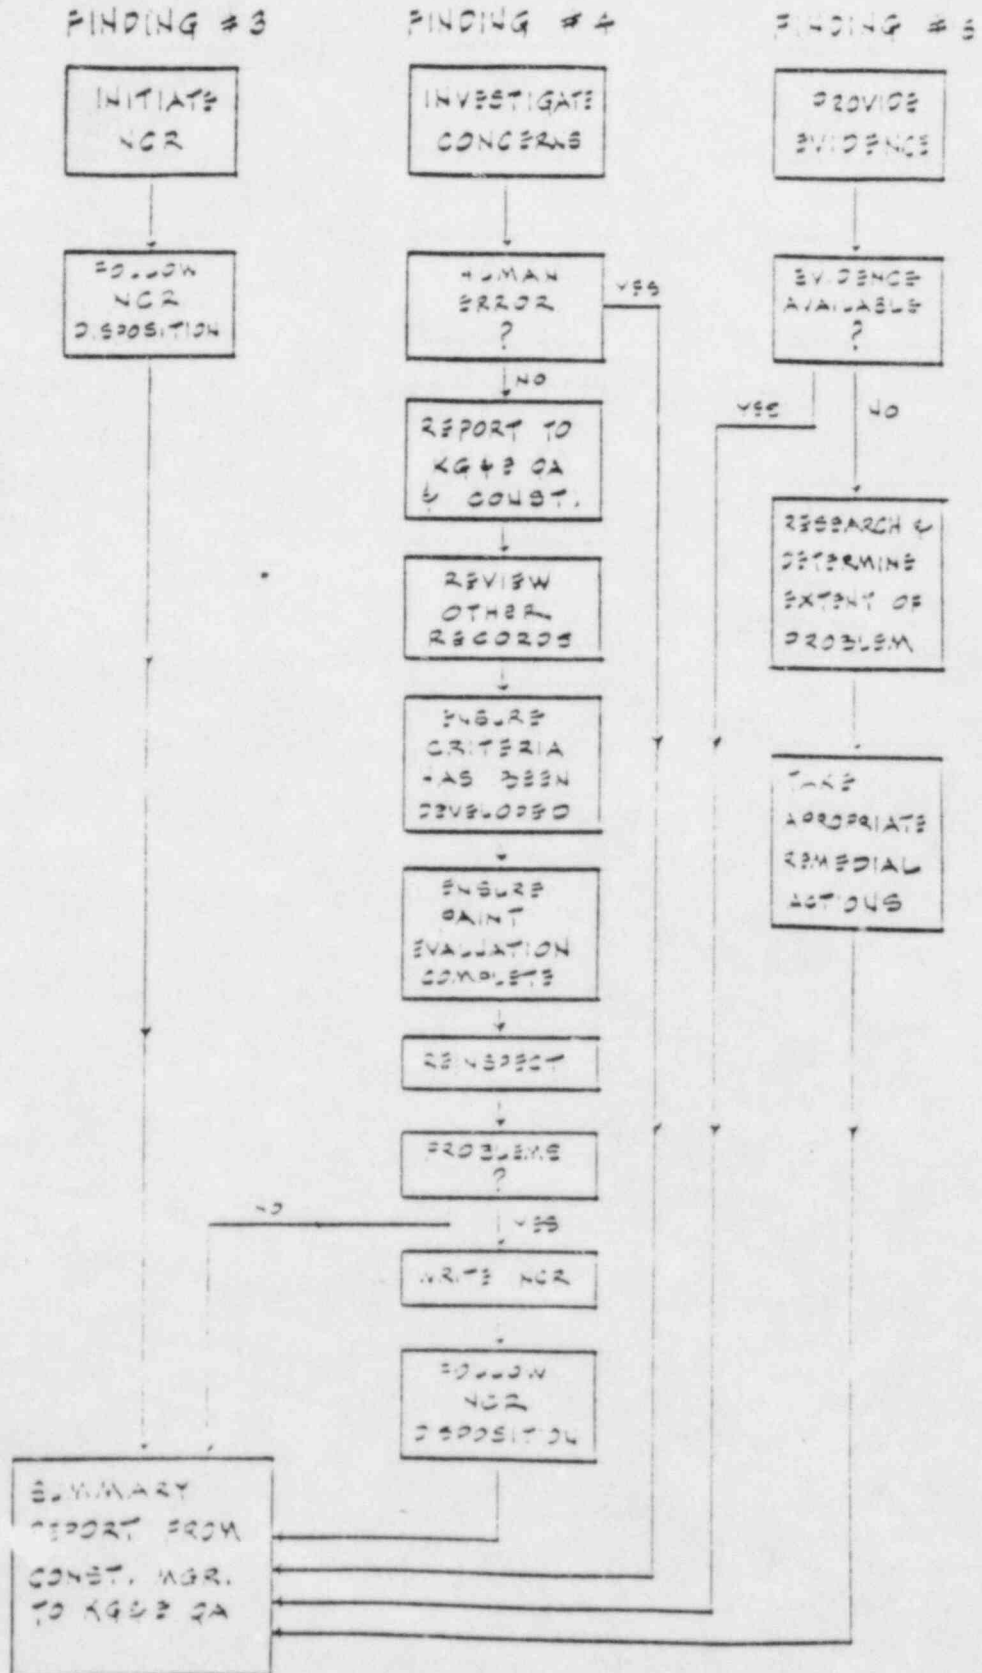 FINDING #3
INITIATE
NCR
FOLLOW
NCR
DISPOSITION
FINDING #4
INVESTIGATE
CONCERNS
HUMAN
ERROR
?
YES
NO
REPORT TO
KG&E QA
& CONST.
REVIEW
OTHER
RECORDS
ENSURE
CRITERIA
HAS BEEN
DEVELOPED
ENSURE
PAINT
EVALUATION
COMPLETE
REINSPECT
PROBLEMS
?
NO
YES
WRITE NCR
FOLLOW
NCR
DISPOSITION
FINDING #5
PROVIDE
EVIDENCE
EVIDENCE
AVAILABLE
?
YES
NO
RESEARCH &
DETERMINE
EXTENT OF
PROBLEM
TAKE
APROPRIATE
REMEDIAL
ACTIONS
SUMMARY
REPORT FROM
CONST. MGR.
TO KG&E QA